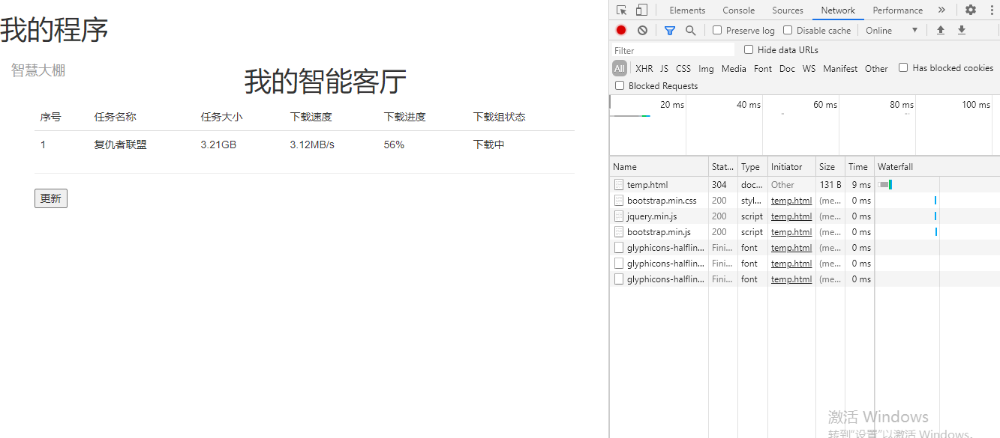 我的程序
智慧大棚
我的智能客厅
序号 任务名称 任务大小 下载速度 下载进度 下载组状态
1 复仇者联盟 3.21GB 3.12MB/s 56% 下载中
更新
Elements Console Sources Network Performance »
Preserve log Disable cache Online
Filter Hide data URLs
All XHR JS CSS Img Media Font Doc WS Manifest Other Has blocked cookies
Blocked Requests
20 ms 40 ms 60 ms 80 ms 100 ms
Name Stat... Type Initiator Size Time Waterfall
temp.html 304 doc... Other 131 B 9 ms
bootstrap.min.css 200 styl... temp.html (me... 0 ms
jquery.min.js 200 script temp.html (me... 0 ms
bootstrap.min.js 200 script temp.html (me... 0 ms
glyphicons-halflin... Fini... font temp.html (me... 0 ms
glyphicons-halflin... Fini... font temp.html (me... 0 ms
glyphicons-halflin... Fini... font temp.html (me... 0 ms
激活 Windows
转到"设置"以激活 Windows。